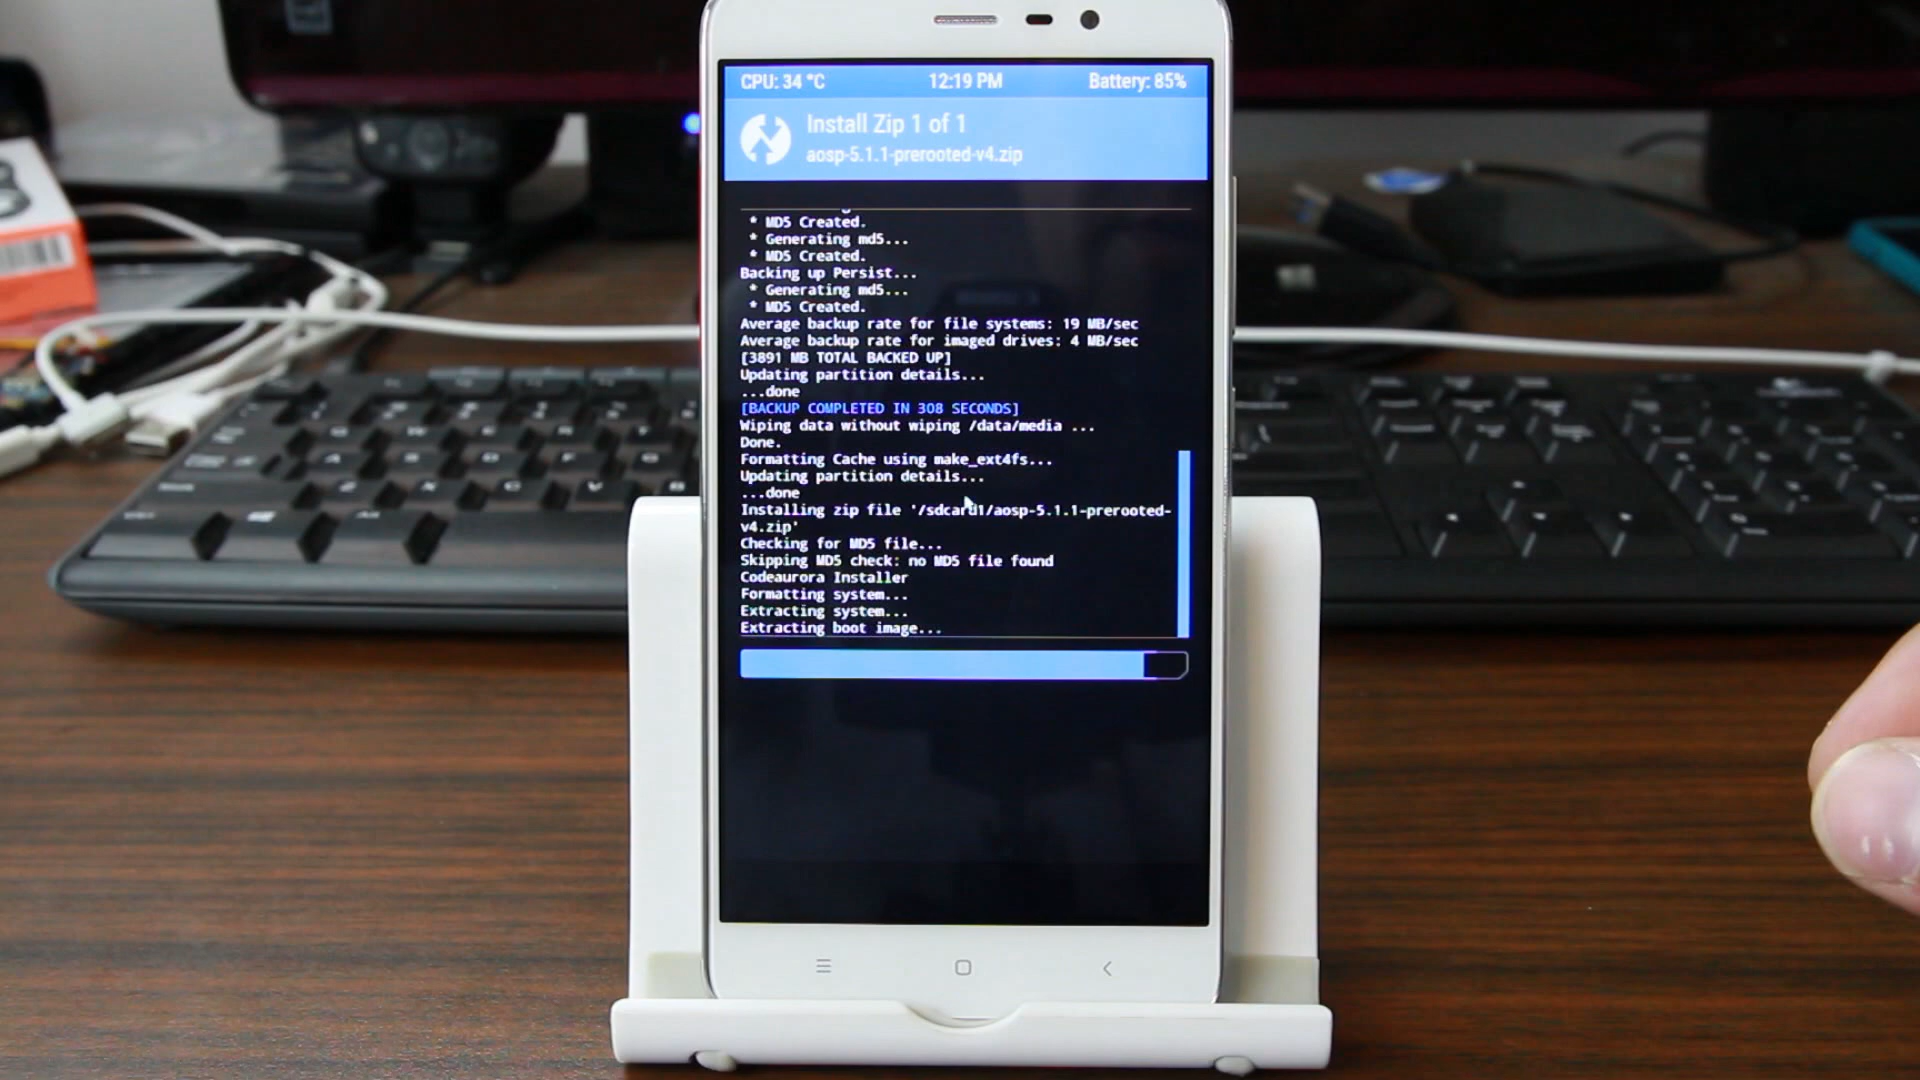 CPU: 34 °C 12:19 PM Battery: 85%
Install Zip 1 of 1
aosp-5.1.1-prerooted-v4.zip
* MD5 Created.
* Generating md5...
* MD5 Created.
Backing up Persist...
* Generating md5...
* MD5 Created.
Average backup rate for file systems: 19 MB/sec
Average backup rate for imaged drives: 4 MB/sec
[3891 MB TOTAL BACKED UP]
Updating partition details...
...done
[BACKUP COMPLETED IN 308 SECONDS]
Wiping data without wiping /data/media ...
Done.
Formatting Cache using make_ext4fs...
Updating partition details...
...done
Installing zip file '/sdcard1/aosp-5.1.1-prerooted-
v4.zip'
Checking for MD5 file...
Skipping MD5 check: no MD5 file found
Codeaurora Installer
Formatting system...
Extracting system...
Extracting boot image...